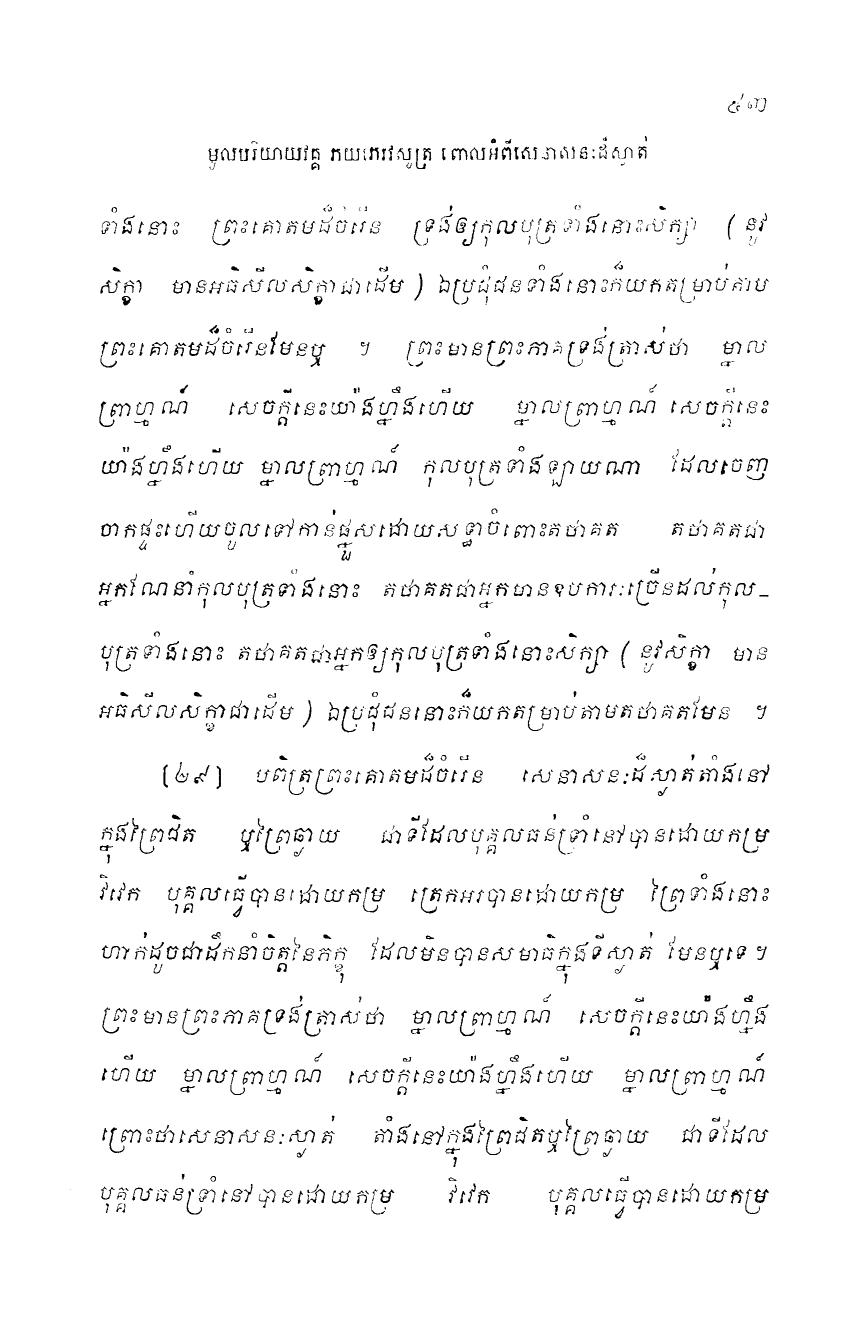 ៩៣
មូលបរិយាយវគ្គ ភយភេរវសូត្រ ពោលអំពីសេនាសនៈដ៏ស្ងាត់
ទាំងនោះ ព្រះគោតមដ៏ចំរើន ទ្រង់ឲ្យកុលបុត្រទាំងនោះសិក្សា (នូវ
សិក្ខា មានអធិសីលសិក្ខាជាដើម) ឯប្រជុំជនទាំងនោះក៏យកតម្រាប់តាម
ព្រះគោតមដ៏ចំរើនមែនឬ ។ ព្រះមានព្រះភាគទ្រង់ត្រាស់ថា ម្នាល
ព្រាហ្មណ៍ សេចក្តីនេះយ៉ាងហ្នឹងហើយ ម្នាលព្រាហ្មណ៍ សេចក្តីនេះ
យ៉ាងហ្នឹងហើយ ម្នាលព្រាហ្មណ៍ កុលបុត្រទាំងឡាយណា ដែលចេញ
ចាកផ្ទះហើយចូលទៅកាន់ផ្នួសដោយសទ្ធាចំពោះតថាគត តថាគតជា
អ្នកណែនាំកុលបុត្រទាំងនោះ តថាគតជាអ្នកមានឧបការៈច្រើនដល់កុល-
បុត្រទាំងនោះ តថាគតជាអ្នកឲ្យកុលបុត្រទាំងនោះសិក្សា (នូវសិក្ខា មាន
អធិសីលសិក្ខាជាដើម) ឯប្រជុំជននោះក៏យកតម្រាប់តាមតថាគតមែន ។
[២៩] បពិត្រព្រះគោតមដ៏ចំរើន សេនាសនៈដ៏ស្ងាត់តាំងនៅ
ក្នុងព្រៃជិត ឬព្រៃឆ្ងាយ ជាទីដែលបុគ្គលធន់ទ្រាំនៅបានដោយកម្រ
វិវេក បុគ្គលធ្វើបានដោយកម្រ ត្រេកអរបានដោយកម្រ ព្រៃទាំងនោះ
ហាក់ដូចជាដឹកនាំចិត្តនៃភិក្ខុ ដែលមិនបានសមាធិក្នុងទីស្ងាត់ មែនឬទេ។
ព្រះមានព្រះភាគទ្រង់ត្រាស់ថា ម្នាលព្រាហ្មណ៍ សេចក្តីនេះយ៉ាងហ្នឹង
ហើយ ម្នាលព្រាហ្មណ៍ សេចក្តីនេះយ៉ាងហ្នឹងហើយ ម្នាលព្រាហ្មណ៍
ព្រោះថាសេនាសនៈស្ងាត់ តាំងនៅក្នុងព្រៃជិតឬព្រៃឆ្ងាយ ជាទីដែល
បុគ្គលធន់ទ្រាំនៅបានដោយកម្រ វិវេក បុគ្គលធ្វើបានដោយកម្រ